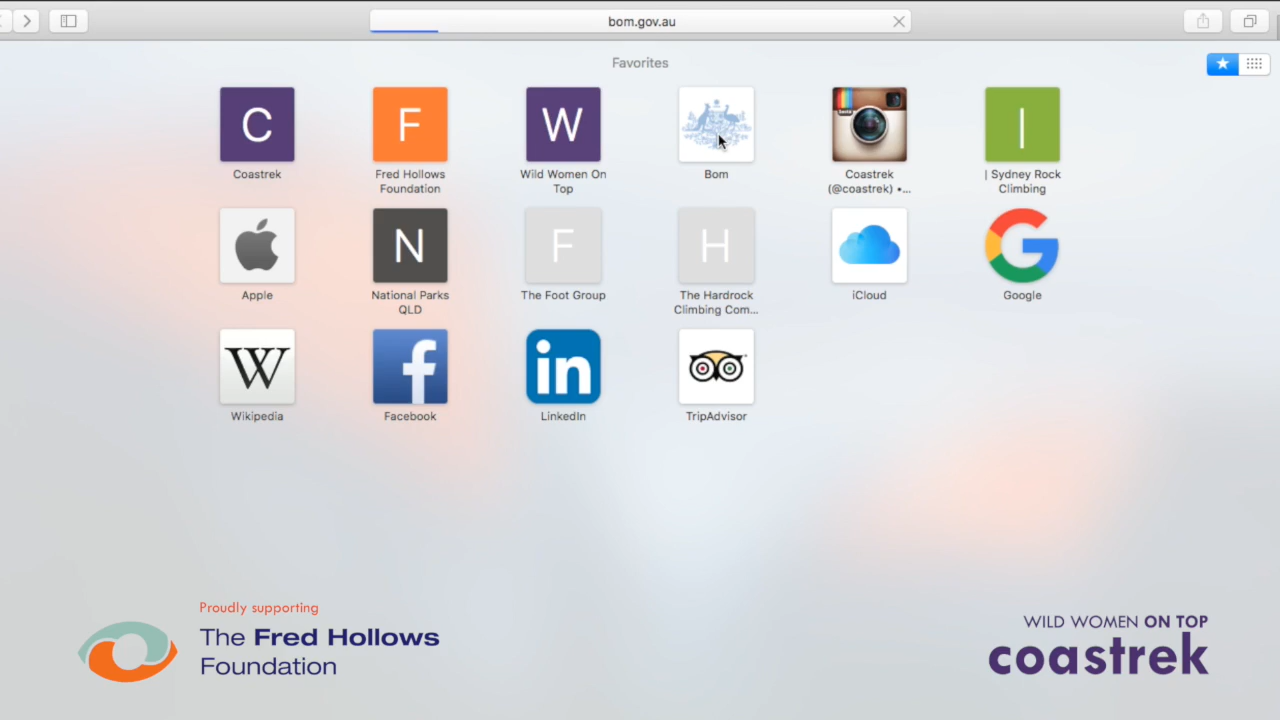 bom.gov.au
Favorites
C
F
W
|
Coastrek
Fred Hollows
Foundation
Wild Women On
Top
Bom
Coastrek
(@coastrek) •...
| Sydney Rock
Climbing
N
F
H
G
Apple
National Parks
QLD
The Foot Group
The Hardrock
Climbing Com...
iCloud
Google
W
f
in
Wikipedia
Facebook
LinkedIn
TripAdvisor
Proudly supporting
The Fred Hollows
Foundation
WILD WOMEN ON TOP
coastrek